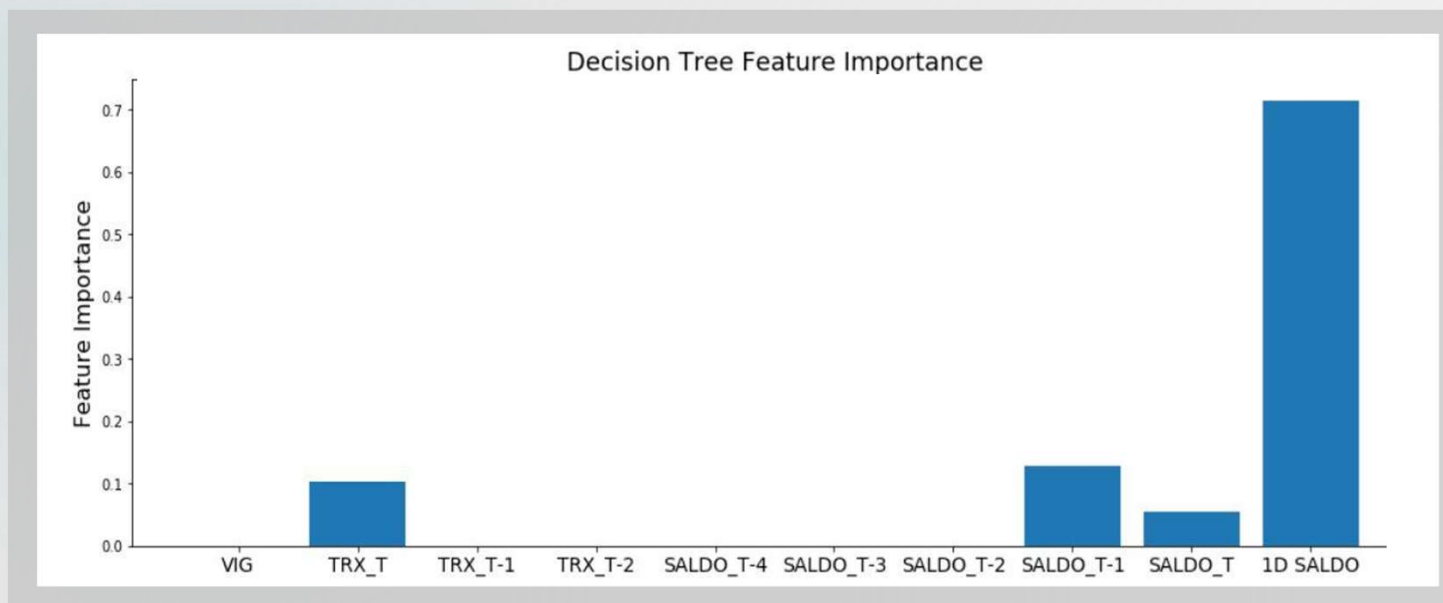 Decision Tree Feature Importance
Feature Importance
0.7
0.6
0.5
0.4
0.3
0.2
0.1
0.0
VIG TRX_T TRX_T-1 TRX_T-2 SALDO_T-4 SALDO_T-3 SALDO_T-2 SALDO_T-1 SALDO_T 1D SALDO